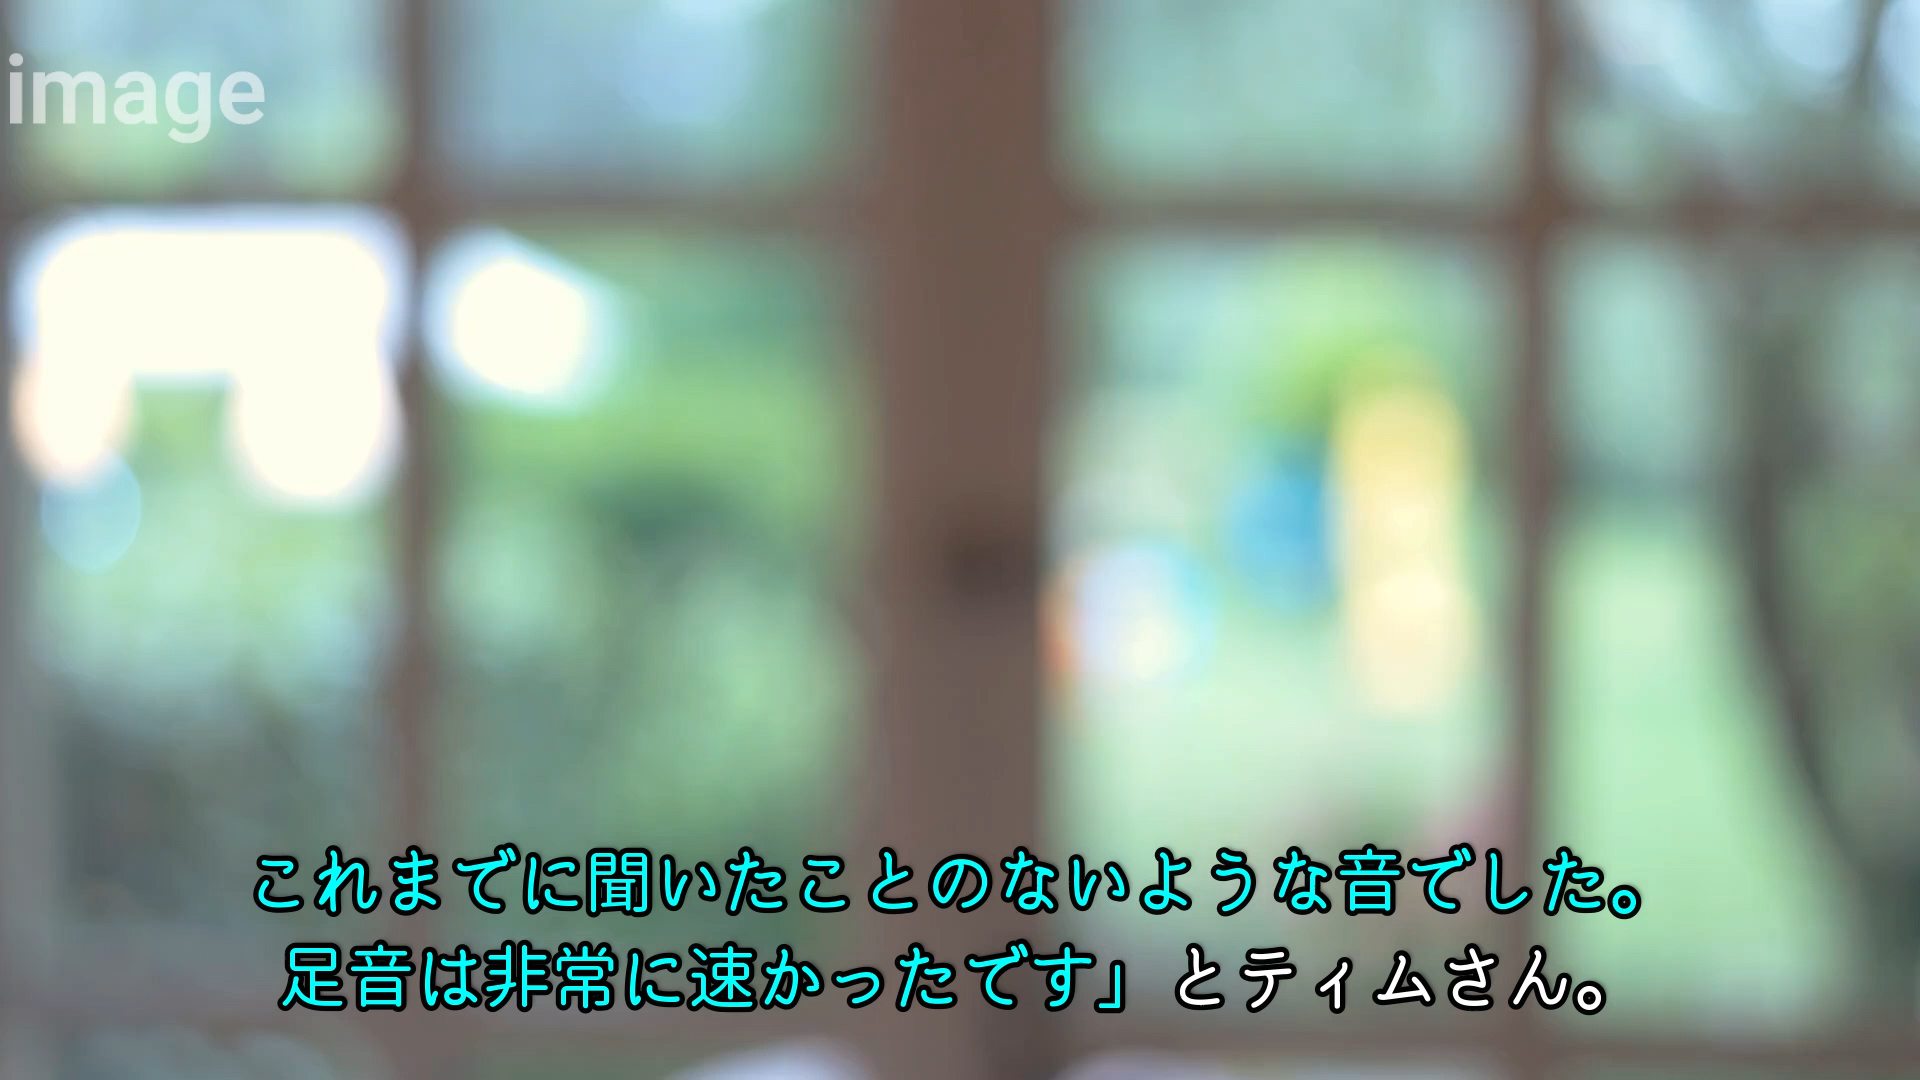 image
これまでに聞いたことのないような音でした。
足音は非常に速かったです」とティムさん。